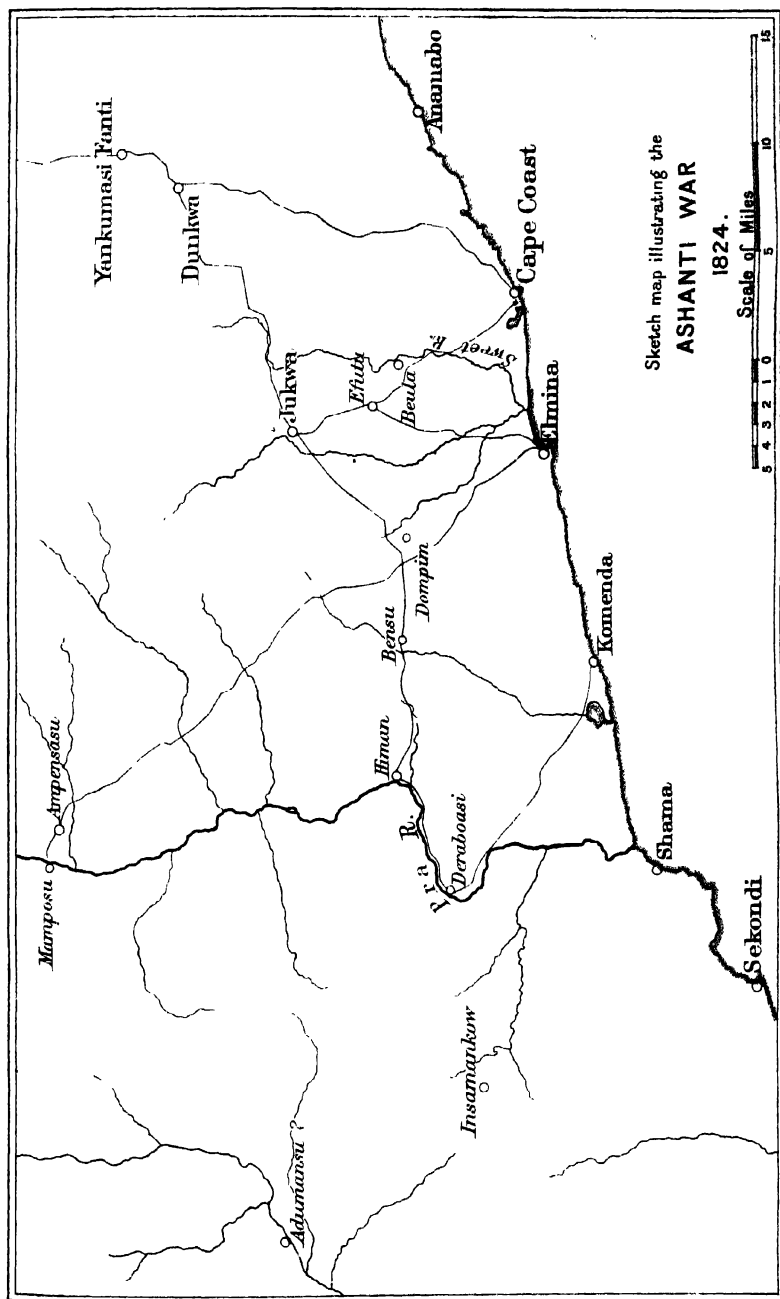 Sketch map illustrating the
ASHANTI WAR
1824.
Scale of Miles
5 4 3 2 1 0 5 10 15
Yankumasi Fanti
Dunkwa
Anamabo
Cape Coast
Jukwa
Efutu
Beula
Sweet R.
Elmina
Dompim
Bensu
Komenda
Himan
Mamposu
Ampensásu
Pra R.
Deraboasi
Shama
Sekondi
Insamankow
Adumansu ?